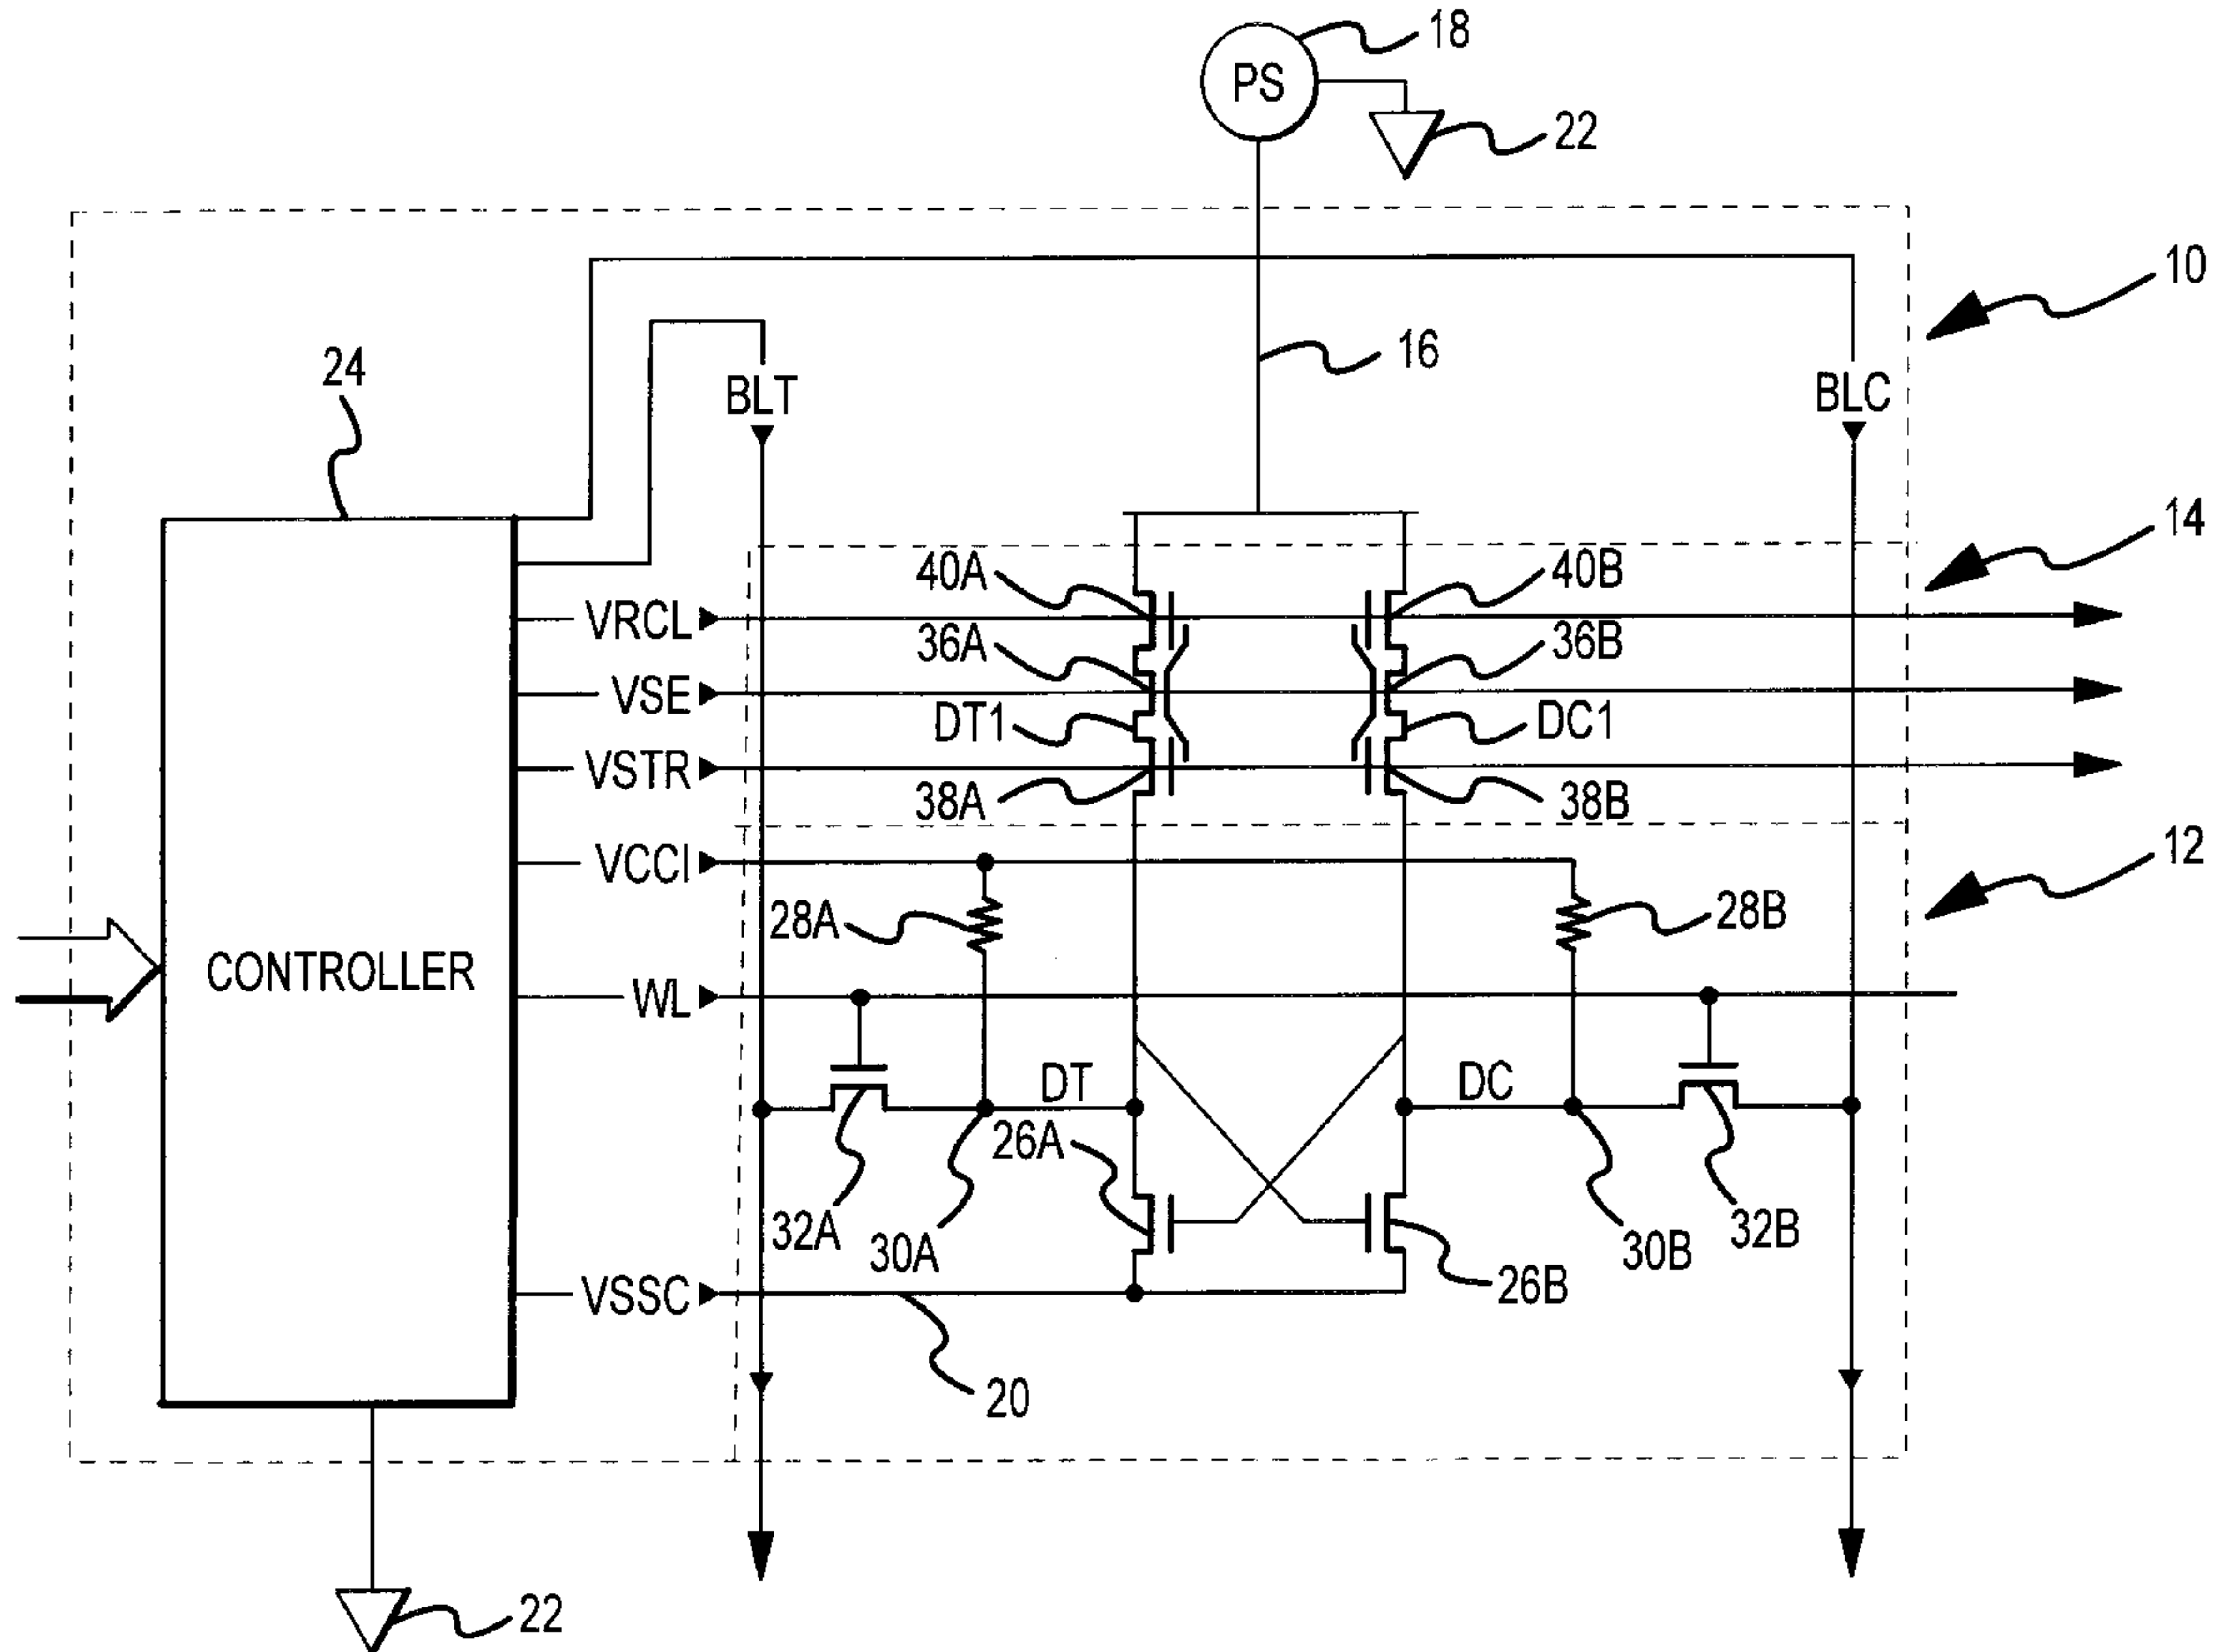 18
PS
22
10
16
24
BLT
BLC
14
40A
40B
VRCL
36A
36B
VSE
DT1
DC1
VSTR
38A
38B
12
VCCI
28A
28B
CONTROLLER
WL
DT
DC
26A
32A
30A
30B
32B
26B
VSSC
20
22